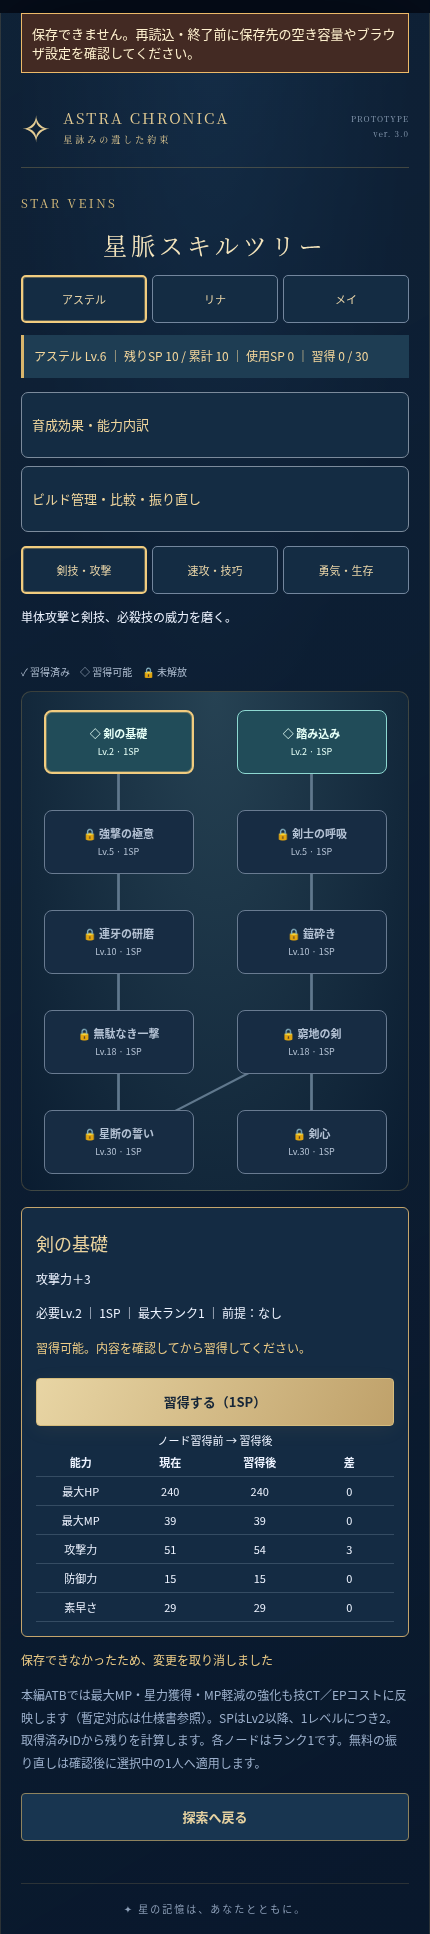 保存できません。再読込・終了前に保存先の空き容量やブラウ
ザ設定を確認してください。
ASTRA CHRONICA
星詠みの遺した約束
PROTOTYPE
ver. 3.0
STAR VEINS
星脈スキルツリー
アステル
リナ
メイ
アステル Lv.6 ｜ 残りSP 10 / 累計 10 ｜ 使用SP 0 ｜ 習得 0 / 30
育成効果・能力内訳
ビルド管理・比較・振り直し
剣技・攻撃
速攻・技巧
勇気・生存
単体攻撃と剣技、必殺技の威力を磨く。
✓習得済み ◇習得可能 🔒未解放
◇ 剣の基礎
Lv.2 · 1SP
◇ 踏み込み
Lv.2 · 1SP
🔒 強撃の極意
Lv.5 · 1SP
🔒 剣士の呼吸
Lv.5 · 1SP
🔒 連牙の研磨
Lv.10 · 1SP
🔒 鎧砕き
Lv.10 · 1SP
🔒 無駄なき一撃
Lv.18 · 1SP
🔒 窮地の剣
Lv.18 · 1SP
🔒 星断の誓い
Lv.30 · 1SP
🔒 剣心
Lv.30 · 1SP
剣の基礎
攻撃力＋3
必要Lv.2 ｜ 1SP ｜ 最大ランク1 ｜ 前提：なし
習得可能。内容を確認してから習得してください。
習得する（1SP）
ノード習得前 → 習得後
能力 現在 習得後 差
最大HP 240 240 0
最大MP 39 39 0
攻撃力 51 54 3
防御力 15 15 0
素早さ 29 29 0
保存できなかったため、変更を取り消しました
本編ATBでは最大MP・星力獲得・MP軽減の強化も技CT／EPコストに反
映します（暫定対応は仕様書参照）。SPはLv2以降、1レベルにつき2。
取得済みIDから残りを計算します。各ノードはランク1です。無料の振
り直しは確認後に選択中の1人へ適用します。
探索へ戻る
✦ 星の記憶は、あなたとともに。